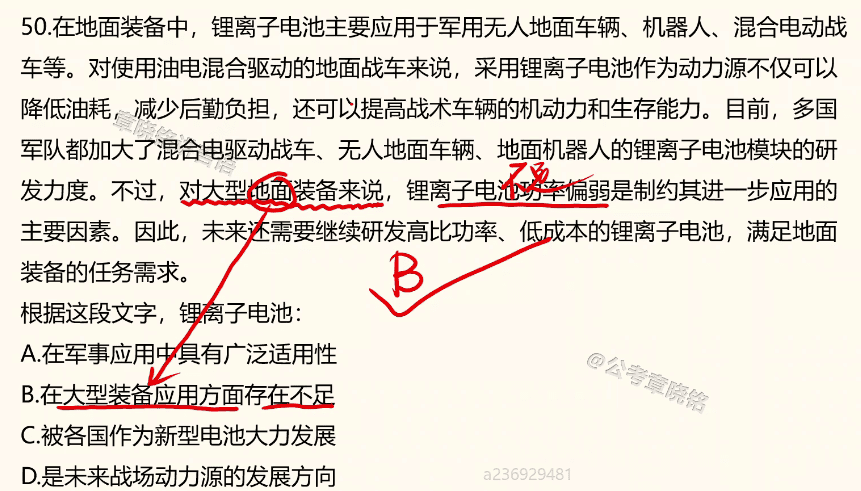 50.在地面装备中，锂离子电池主要应用于军用无人地面车辆、机器人、混合电动战
车等。对使用油电混合驱动的地面战车来说，采用锂离子电池作为动力源不仅可以
降低油耗，减少后勤负担，还可以提高战术车辆的机动力和生存能力。目前，多国
军队都加大了混合电驱动战车、无人地面车辆、地面机器人的锂离子电池模块的研
发力度。不过，对大型地面装备来说，锂离子电池功率偏弱是制约其进一步应用的
主要因素。因此，未来还需要继续研发高比功率、低成本的锂离子电池，满足地面
装备的任务需求。
B
根据这段文字，锂离子电池：
A.在军事应用中具有广泛适用性
B.在大型装备应用方面存在不足
C.被各国作为新型电池大力发展
D.是未来战场动力源的发展方向
@公考章晓铭
a236929481